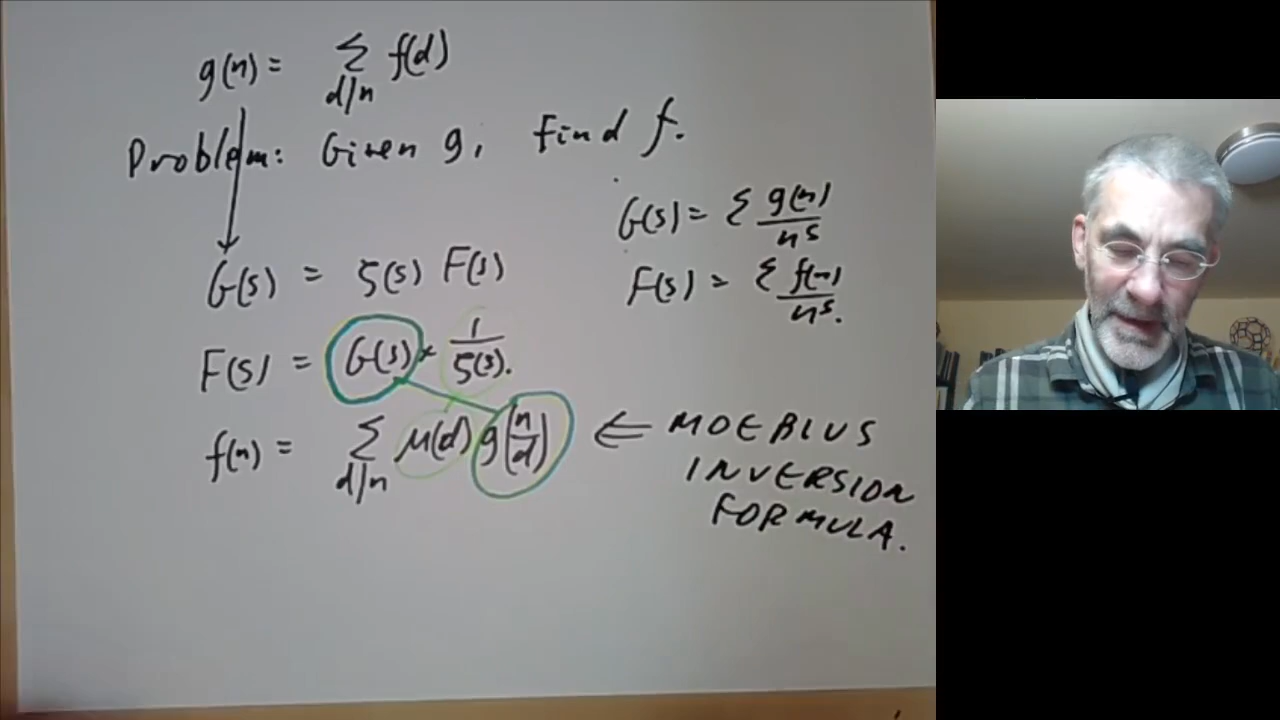 g(n) = Σ_{d|n} f(d)
Problem: Given g, Find f.
G(s) = Σ g(n)/n^s
G(s) = ζ(s) F(s)
F(s) = Σ f(n)/n^s.
F(s) = G(s) * 1/ζ(s).
f(n) = Σ_{d|n} μ(d) g(n/d) ⇐ MOEBIUS
INVERSION
FORMULA.